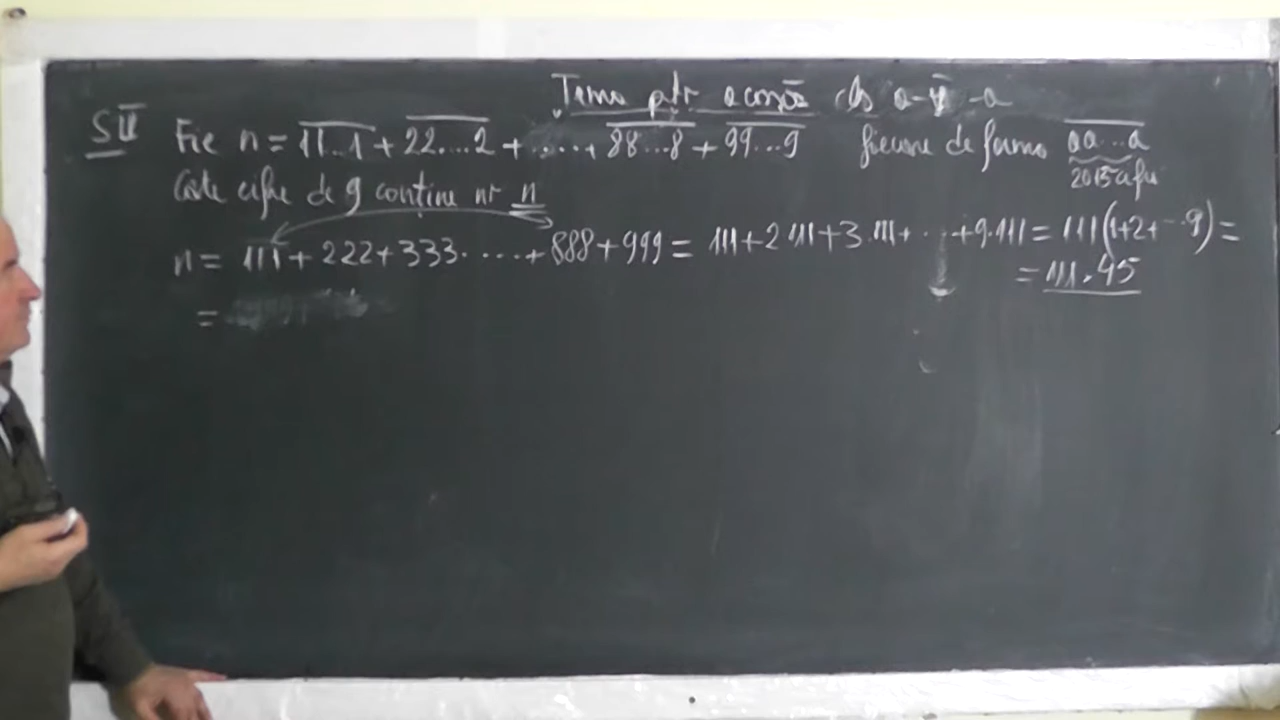 Tema ptr acasă cls a-V-a
SII Fie n = 11..1 + 22...2 + ....+ 88...8 + 99...9 fiecare de forma aa...a
2015 cifre
Câte cifre de 9 contine nr n
n = 111 + 222 + 333. ....+ 888 + 999 = 111+2 111+3.111+ ...+9.111 = 111(1+2+...9) =
= 111.45
=